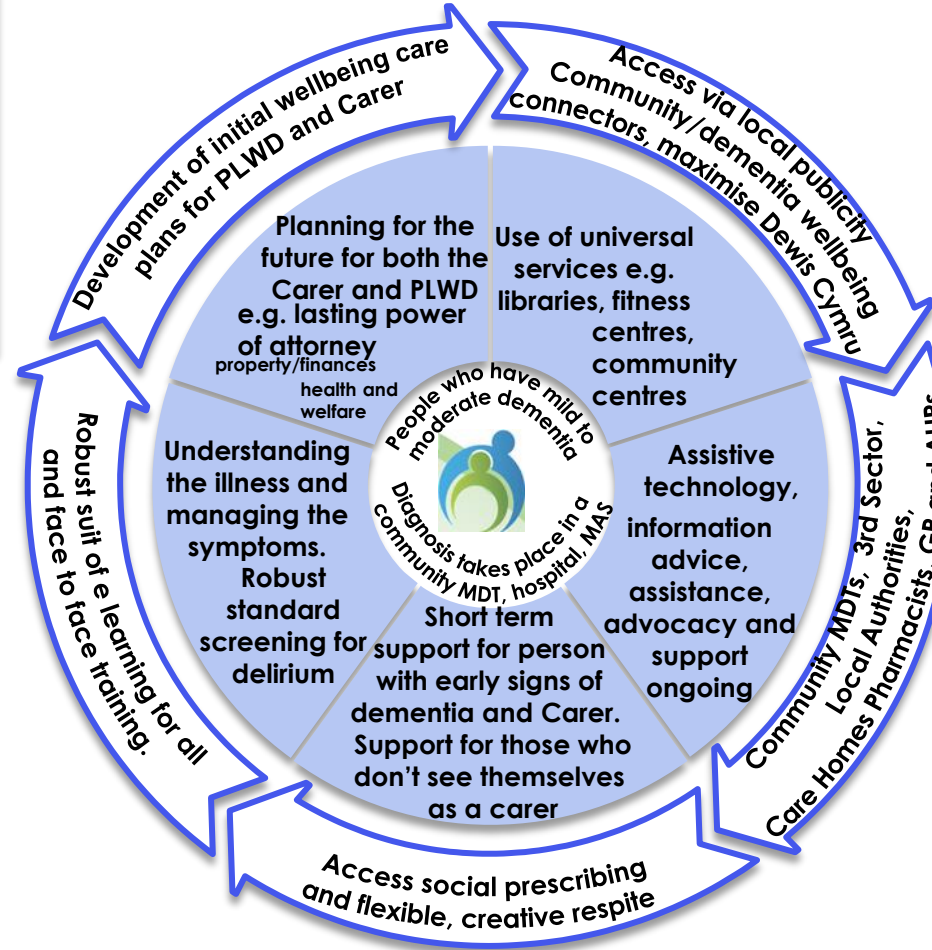 Development of initial wellbeing care
plans for PLWD and Carer
Access via local publicity
Community/dementia wellbeing
connectors, maximise Dewis Cymru
Community MDTs, 3rd Sector,
Local Authorities,
Care Homes Pharmacists, GP and AHPs
Access social prescribing
and flexible, creative respite
Robust suit of e learning for all
and face to face training.
Planning for the
future for both the
Carer and PLWD
e.g. lasting power
of attorney
property/finances
health and
welfare
Use of universal
services e.g.
libraries, fitness
centres,
community
centres
Assistive
technology,
information
advice,
assistance,
advocacy and
support
ongoing
Short term
support for person
with early signs of
dementia and Carer.
Support for those who
don't see themselves
as a carer
Understanding
the illness and
managing the
symptoms.
Robust
standard
screening for
delirium
People who have mild to
moderate dementia
Diagnosis takes place in a
community MDT, hospital, MAS